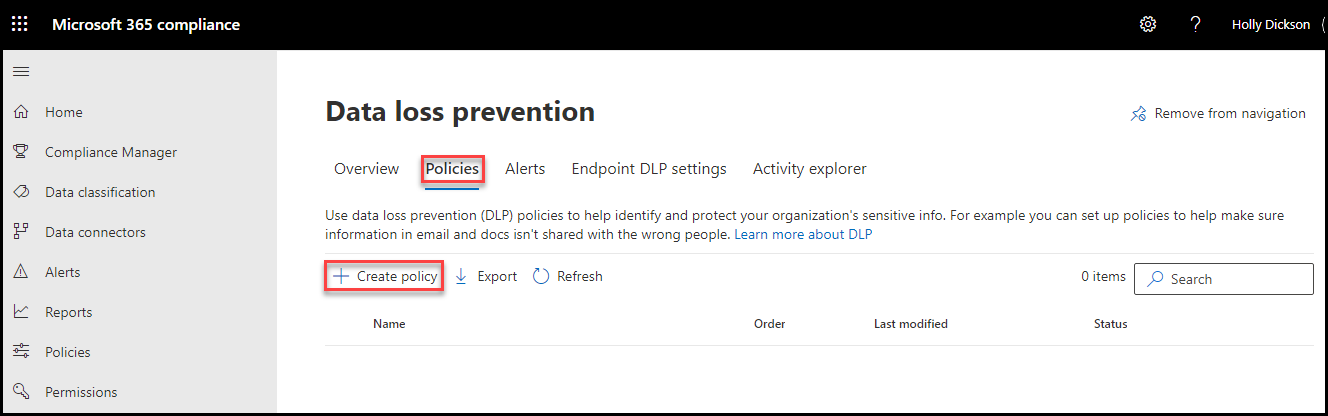 Microsoft 365 compliance
? Holly Dickson (
Home
Compliance Manager
Data classification
Data connectors
Alerts
Reports
Policies
Permissions
Data loss prevention
Remove from navigation
Overview Policies Alerts Endpoint DLP settings Activity explorer
Use data loss prevention (DLP) policies to help identify and protect your organization's sensitive info. For example you can set up policies to help make sure
information in email and docs isn't shared with the wrong people. Learn more about DLP
Create policy Export Refresh 0 items Search
Name Order Last modified Status